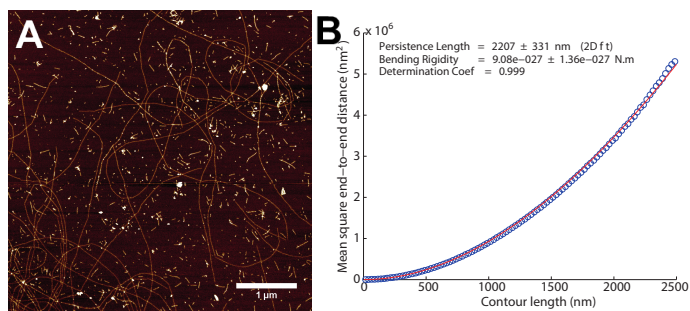 A
1 µm
B
Persistence Length = 2207 ± 331 nm (2D f t)
Bending Rigidity = 9.08e−027 ± 1.36e−027 N.m
Determination Coef = 0.999
Mean square end−to−end distance (nm²)
x 10⁶
6
5
4
3
2
1
0
0 500 1000 1500 2000 2500
Contour length (nm)